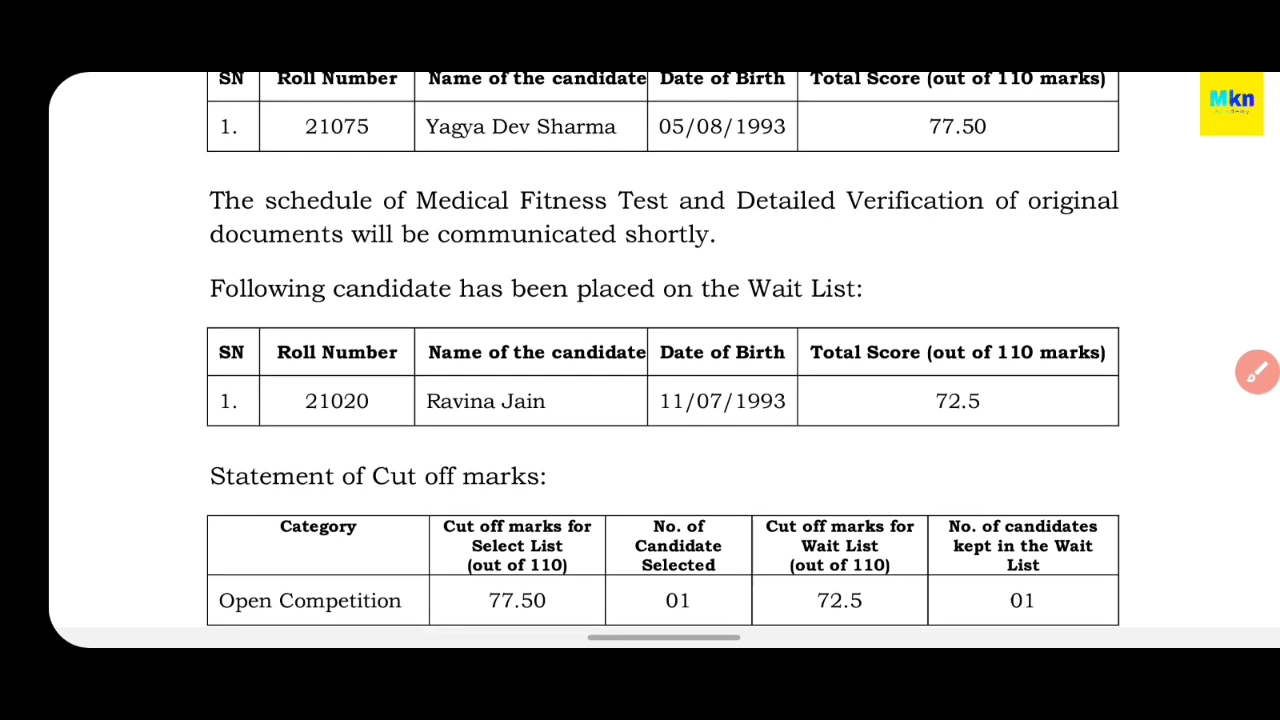 SN Roll Number Name of the candidate Date of Birth Total Score (out of 110 marks)
1. 21075 Yagya Dev Sharma 05/08/1993 77.50
Mkn
Academy
The schedule of Medical Fitness Test and Detailed Verification of original
documents will be communicated shortly.
Following candidate has been placed on the Wait List:
SN Roll Number Name of the candidate Date of Birth Total Score (out of 110 marks)
1. 21020 Ravina Jain 11/07/1993 72.5
Statement of Cut off marks:
Category Cut off marks for No. of Cut off marks for No. of candidates
Select List Candidate Wait List kept in the Wait
(out of 110) Selected (out of 110) List
Open Competition 77.50 01 72.5 01